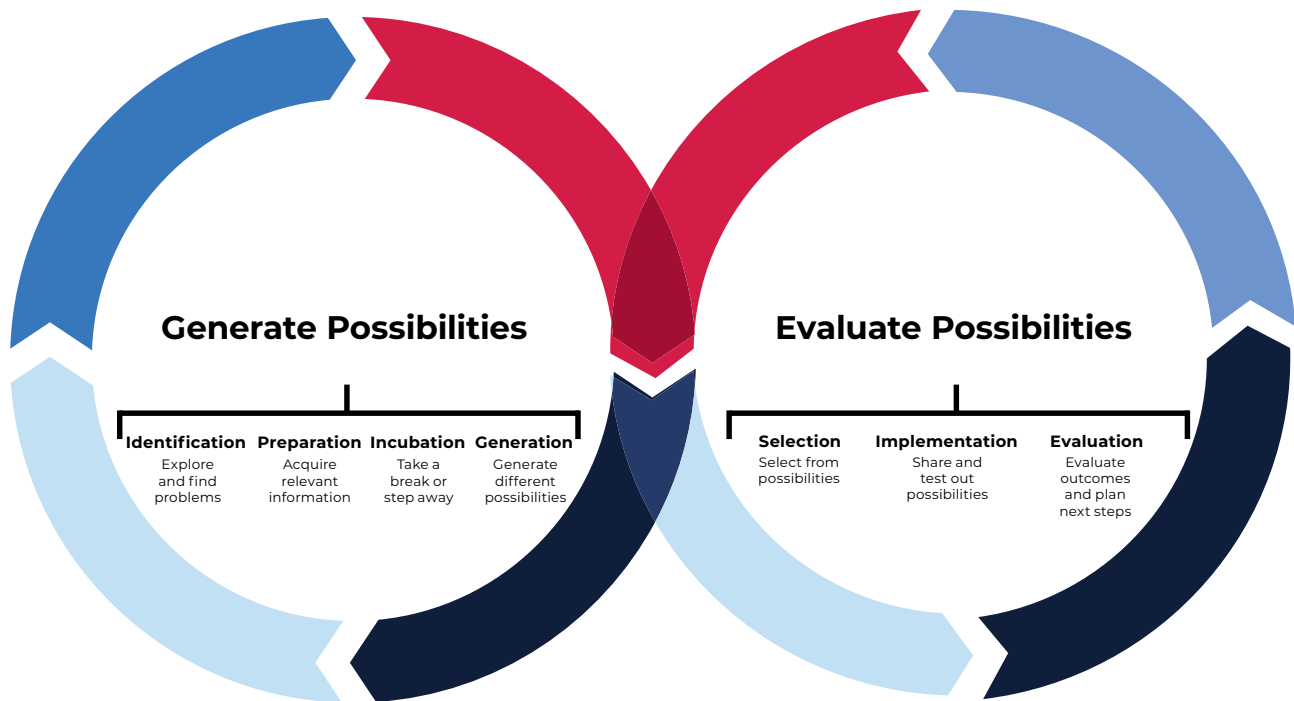 Generate Possibilities
Identification
Explore
and find
problems
Preparation
Acquire
relevant
information
Incubation
Take a
break or
step away
Generation
Generate
different
possibilities
Evaluate Possibilities
Selection
Select from
possibilities
Implementation
Share and
test out
possibilities
Evaluation
Evaluate
outcomes
and plan
next steps